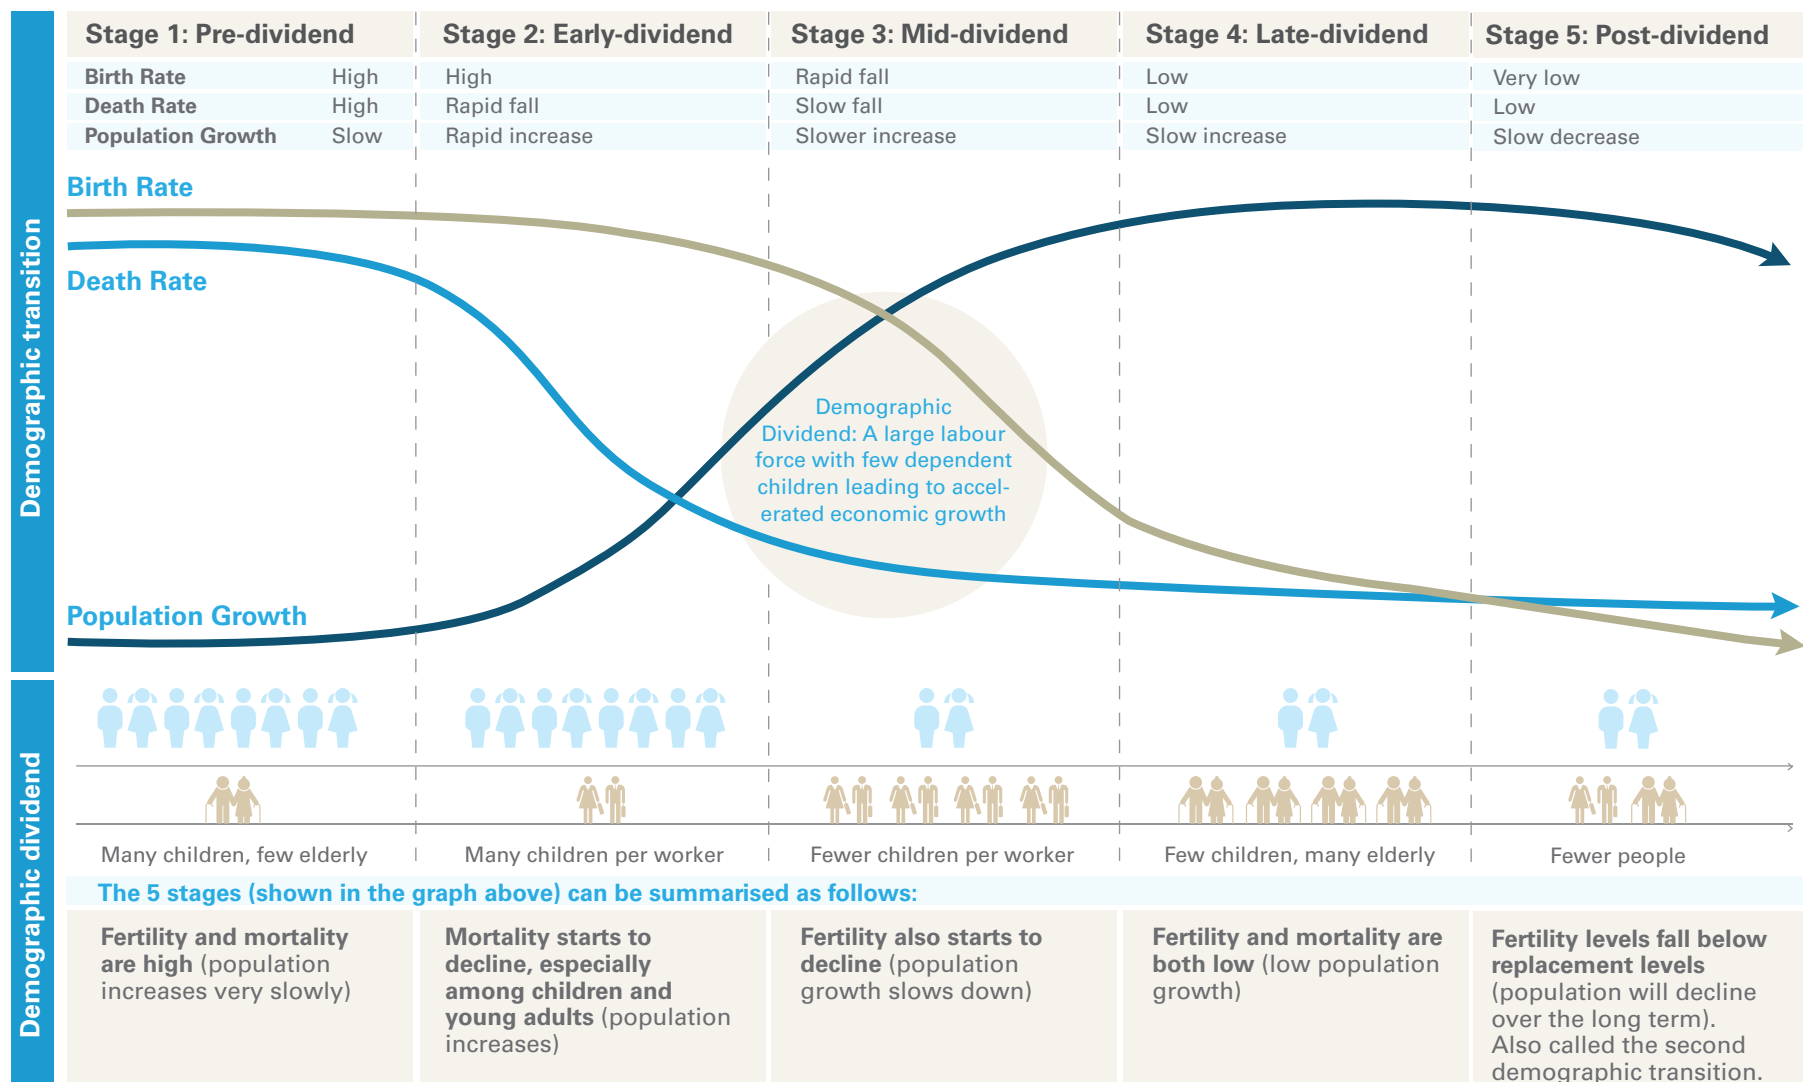 Stage 1: Pre-dividend
Stage 2: Early-dividend
Stage 3: Mid-dividend
Stage 4: Late-dividend
Stage 5: Post-dividend
Birth Rate High High Rapid fall Low Very low
Death Rate High Rapid fall Slow fall Low Low
Population Growth Slow Rapid increase Slower increase Slow increase Slow decrease
Demographic transition
Birth Rate
Death Rate
Population Growth
Demographic
Dividend: A large labour
force with few dependent
children leading to accel-
erated economic growth
Demographic dividend
Many children, few elderly
Many children per worker
Fewer children per worker
Few children, many elderly
Fewer people
The 5 stages (shown in the graph above) can be summarised as follows:
Fertility and mortality
are high (population
increases very slowly)
Mortality starts to
decline, especially
among children and
young adults (population
increases)
Fertility also starts to
decline (population
growth slows down)
Fertility and mortality are
both low (low population
growth)
Fertility levels fall below
replacement levels
(population will decline
over the long term).
Also called the second
demographic transition.